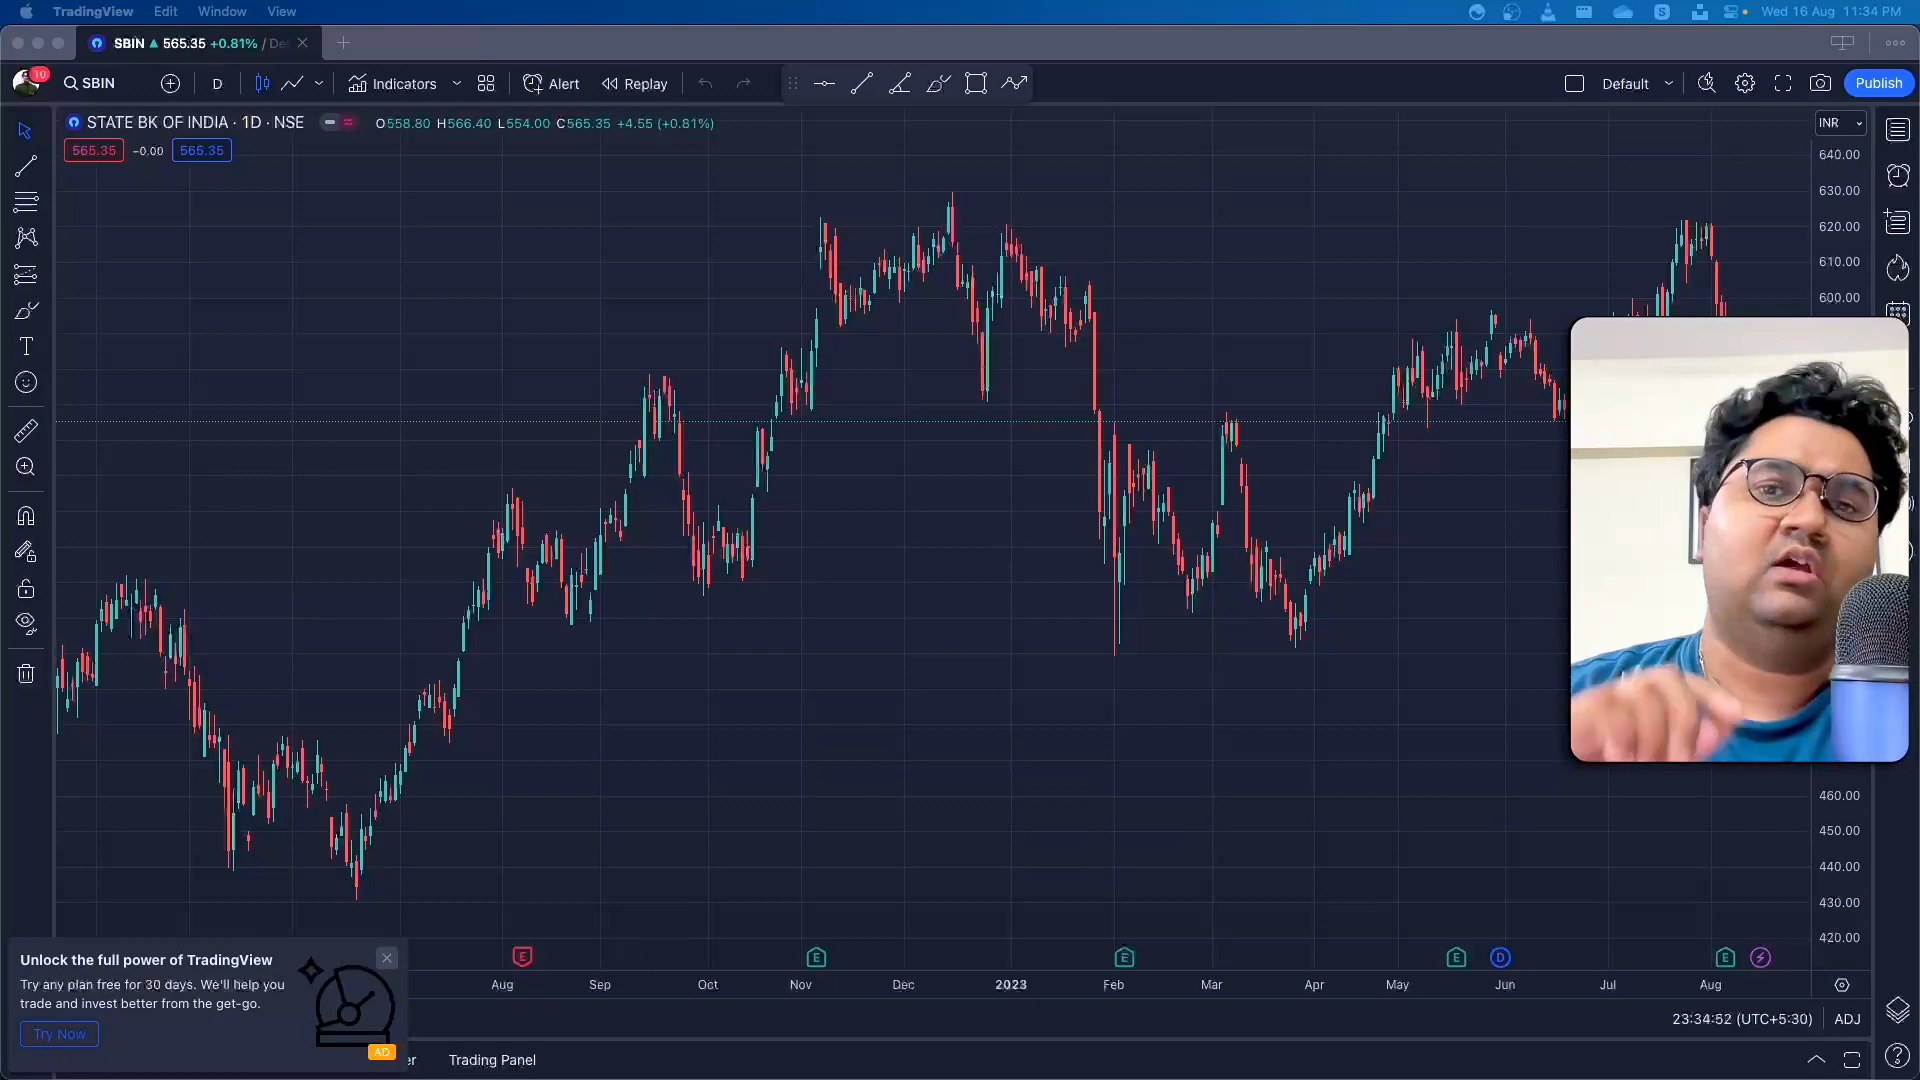 TradingView Edit Window View
Wed 16 Aug 11:34 PM
SBIN 565.35 +0.81% / De
10
SBIN
D
Indicators
Alert
Replay
Default
Publish
STATE BK OF INDIA · 1D · NSE
O558.80 H566.40 L554.00 C565.35 +4.55 (+0.81%)
INR
565.35 −0.00 565.35
640.00
630.00
620.00
610.00
600.00
460.00
450.00
440.00
430.00
420.00
E
E
E
E
D
E
Aug Sep Oct Nov Dec 2023 Feb Mar Apr May Jun Jul Aug
Unlock the full power of TradingView
Try any plan free for 30 days. We'll help you
trade and invest better from the get-go.
Try Now
AD
23:34:52 (UTC+5:30) ADJ
er Trading Panel